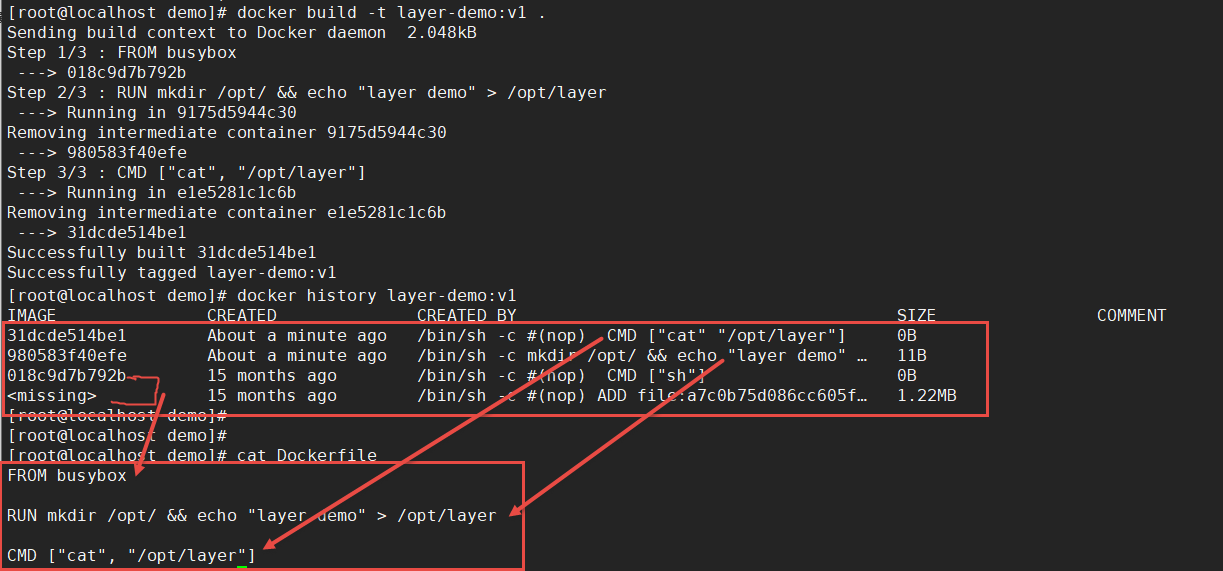 [root@localhost demo]# docker build -t layer-demo:v1 .
Sending build context to Docker daemon  2.048kB
Step 1/3 : FROM busybox
 ---> 018c9d7b792b
Step 2/3 : RUN mkdir /opt/ && echo "layer demo" > /opt/layer
 ---> Running in 9175d5944c30
Removing intermediate container 9175d5944c30
 ---> 980583f40efe
Step 3/3 : CMD ["cat", "/opt/layer"]
 ---> Running in e1e5281c1c6b
Removing intermediate container e1e5281c1c6b
 ---> 31dcde514be1
Successfully built 31dcde514be1
Successfully tagged layer-demo:v1
[root@localhost demo]# docker history layer-demo:v1
IMAGE               CREATED              CREATED BY                                      SIZE                COMMENT
31dcde514be1        About a minute ago   /bin/sh -c #(nop)  CMD ["cat" "/opt/layer"]     0B
980583f40efe        About a minute ago   /bin/sh -c mkdir /opt/ && echo "layer demo" …   11B
018c9d7b792b        15 months ago        /bin/sh -c #(nop)  CMD ["sh"]                   0B
<missing>           15 months ago        /bin/sh -c #(nop) ADD file:a7c0b75d086cc605f…   1.22MB
[root@localhost demo]#
[root@localhost demo]#
[root@localhost demo]# cat Dockerfile
FROM busybox
RUN mkdir /opt/ && echo "layer demo" > /opt/layer
CMD ["cat", "/opt/layer"]